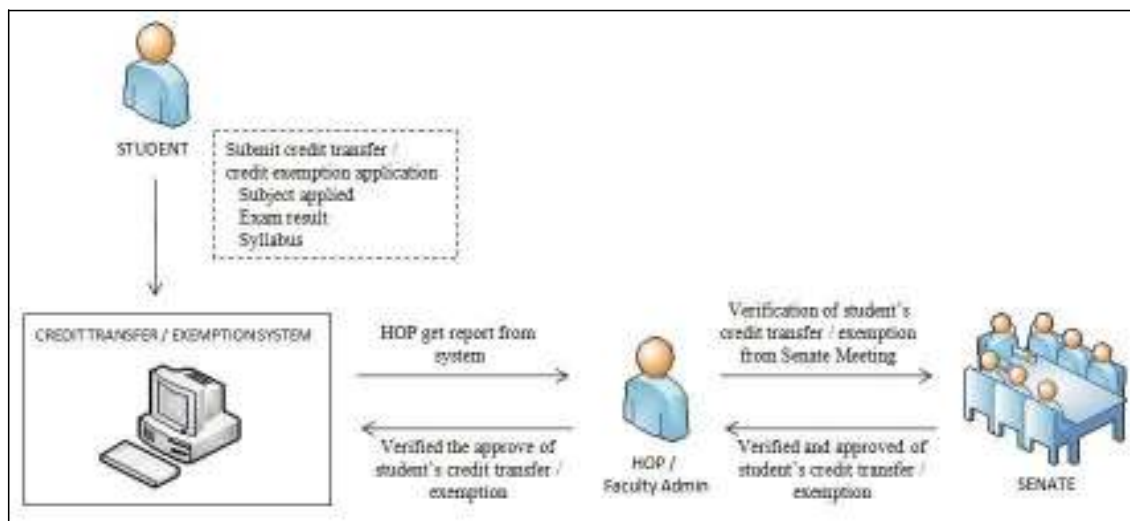 STUDENT
Submit credit transfer /
credit exemption application
Subject applied
Exam result
Syllabus
CREDIT TRANSFER / EXEMPTION SYSTEM
HOP get report from
system
Verified the approve of
student's credit transfer /
exemption
HOP /
Faculty Admin
Verification of student's
credit transfer / exemption
from Senate Meeting
Verified and approved of
student's credit transfer /
exemption
SENATE